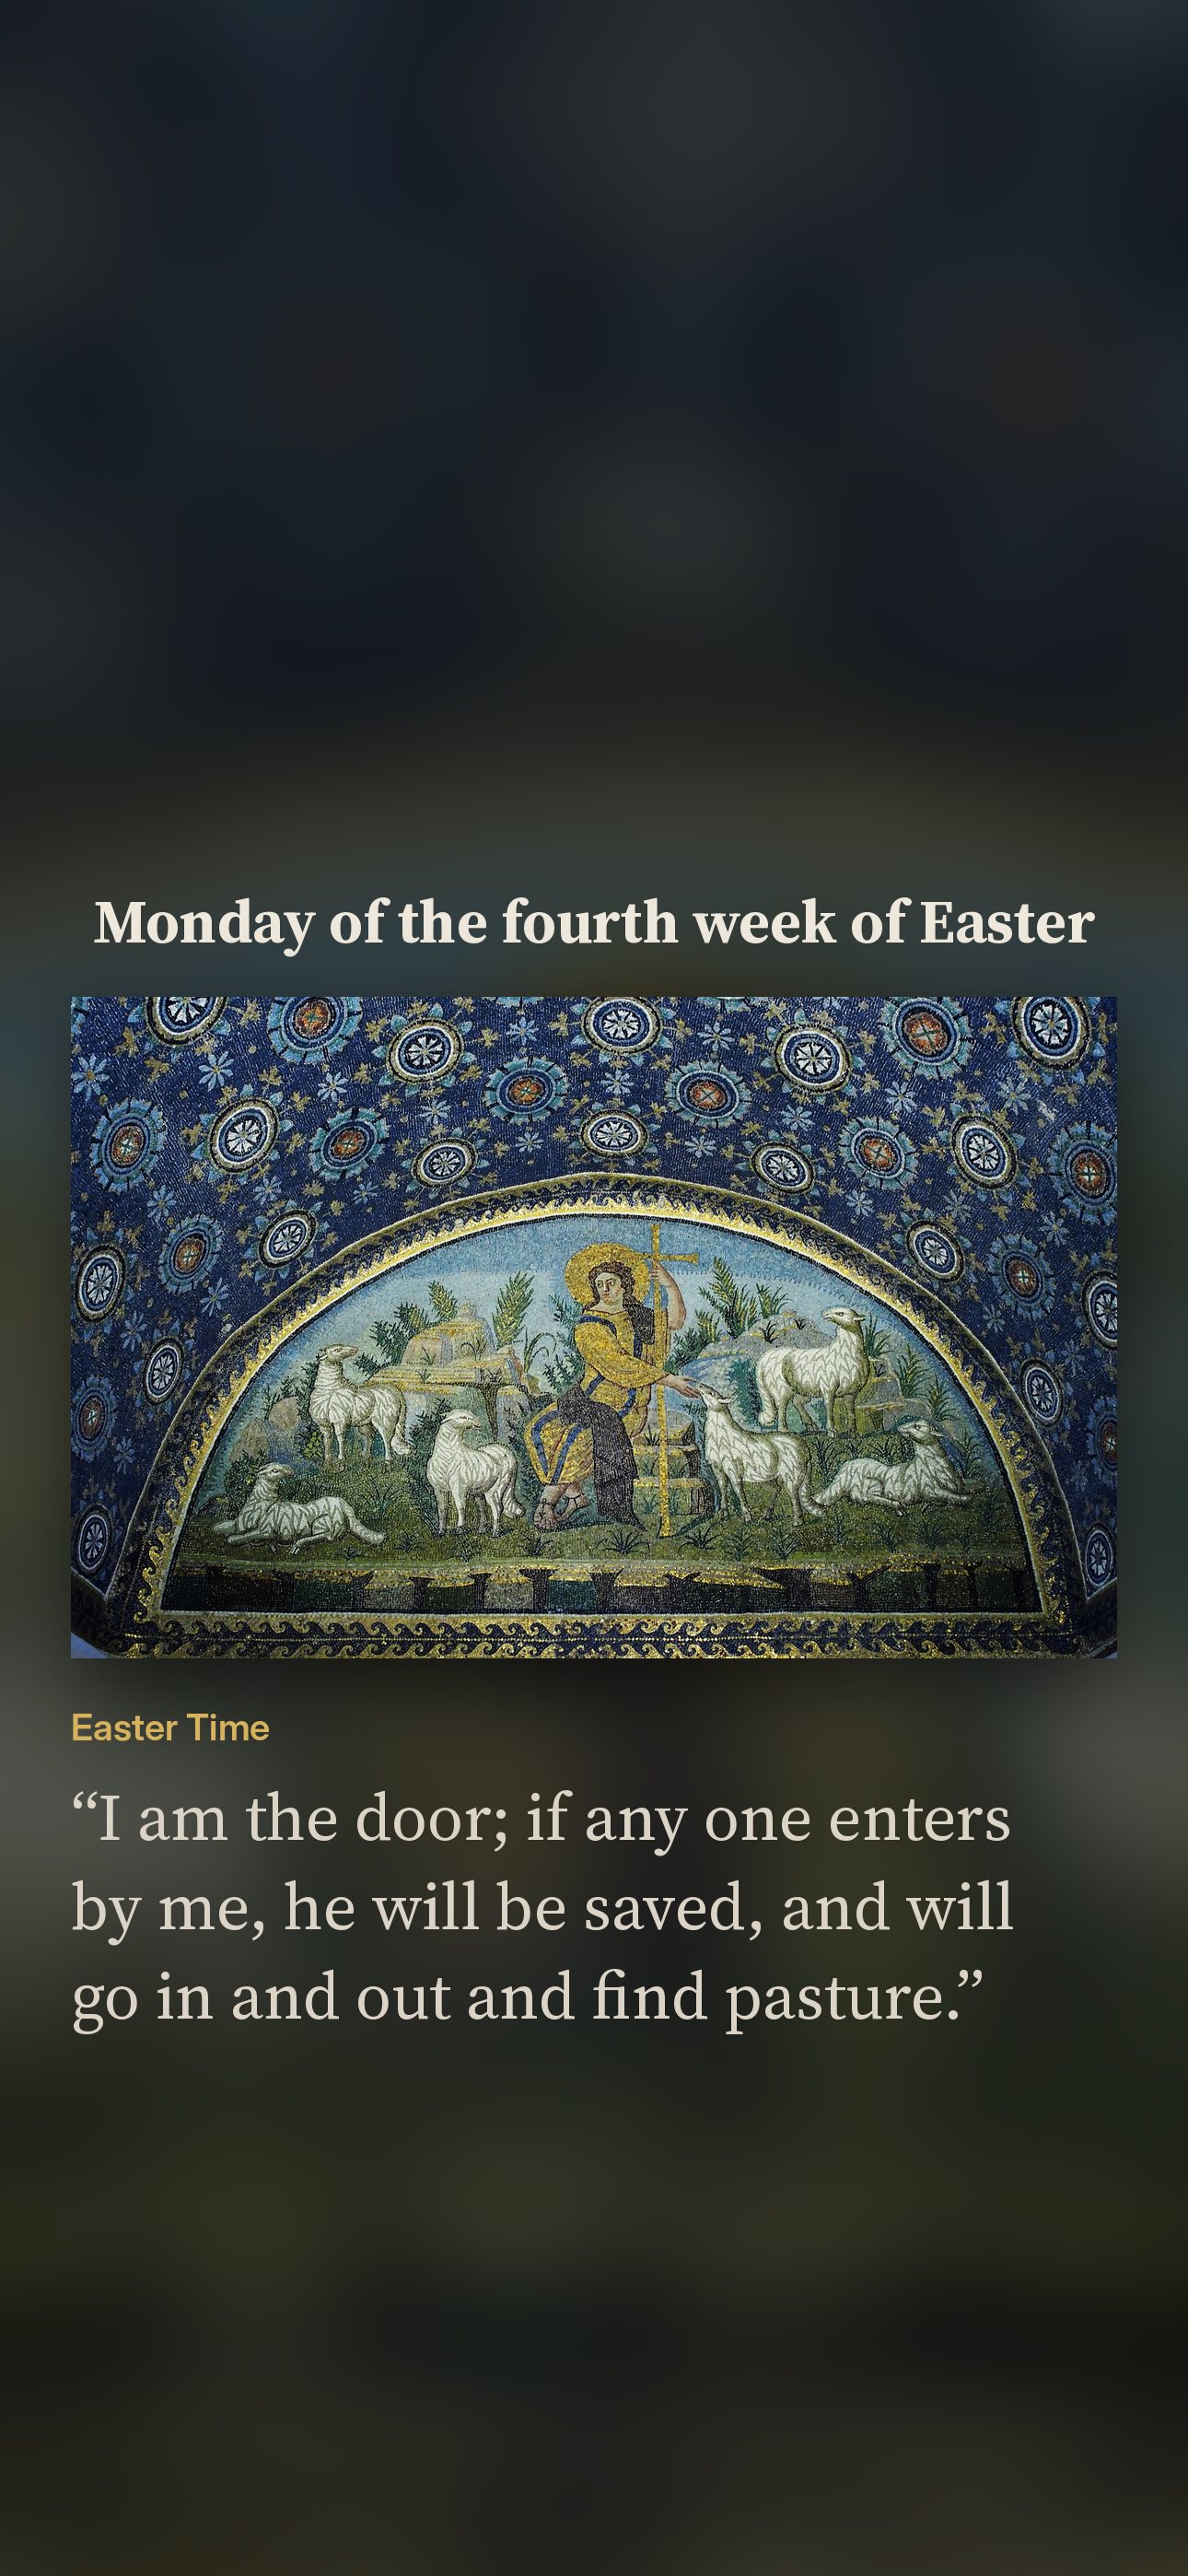 Monday of the fourth week of Easter
Easter Time
“I am the door; if any one enters
by me, he will be saved, and will
go in and out and find pasture.”